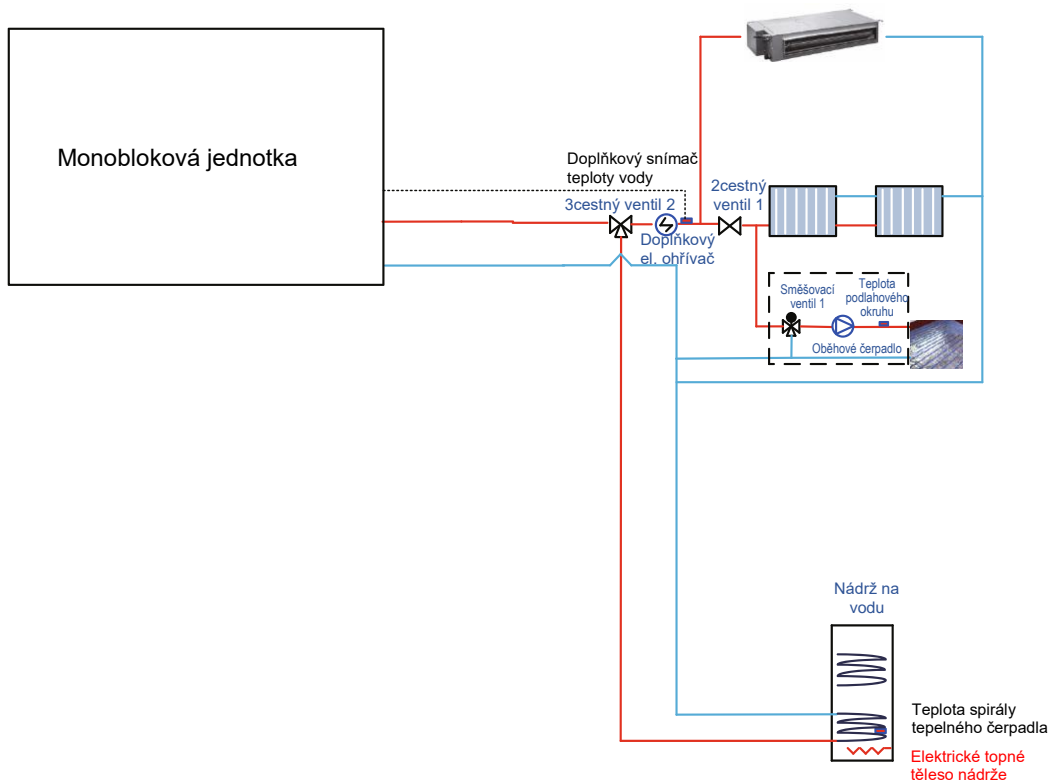 Monobloková jednotka
Doplňkový snímač
teploty vody
3cestný ventil 2
2cestný
ventil 1
Doplňkový
el. ohřívač
Směšovací
ventil 1
Teplota
podlahového
okruhu
Oběhové čerpadlo
Nádrž na
vodu
Teplota spirály
tepelného čerpadla
Elektrické topné
těleso nádrže